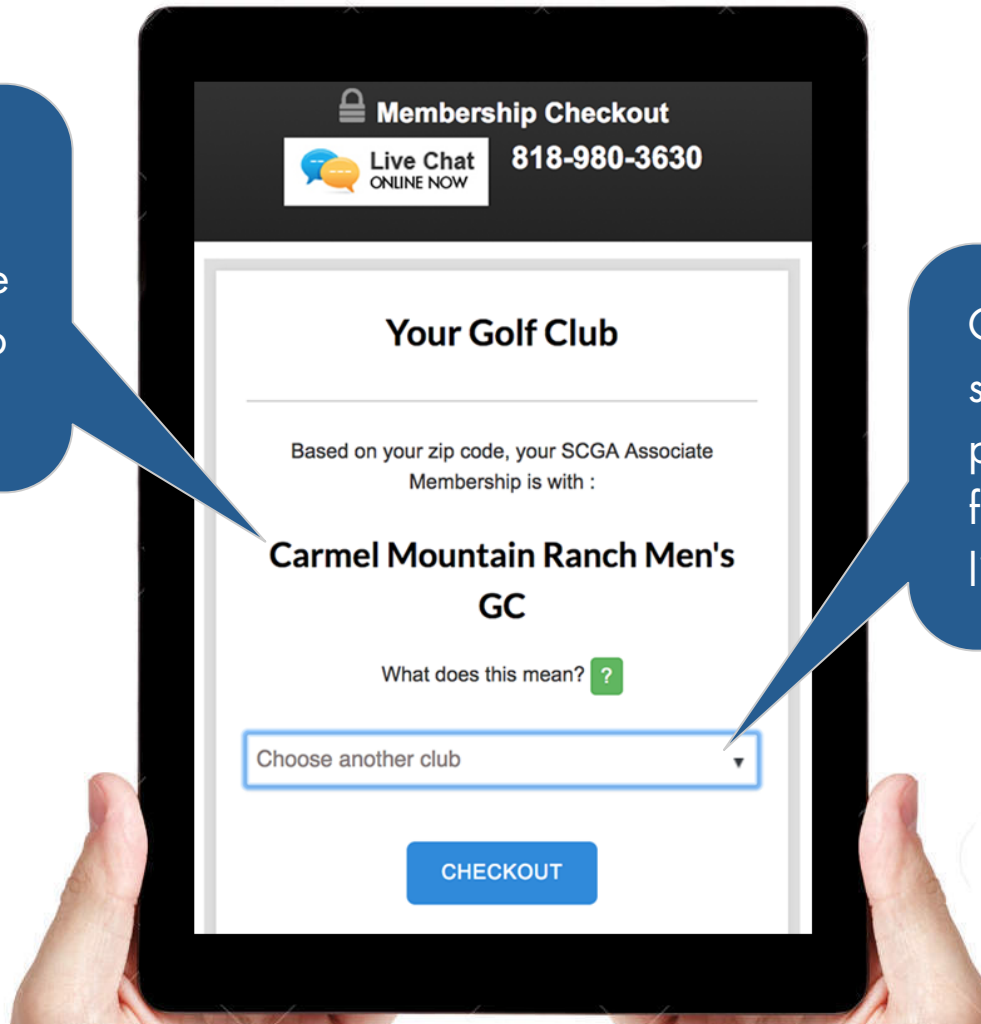 Membership Checkout
Live Chat
ONLINE NOW
818-980-3630
Your Golf Club
Based on your zip code, your SCGA Associate
Membership is with :
Carmel Mountain Ranch Men's
GC
What does this mean? ?
Choose another club
CHECKOUT